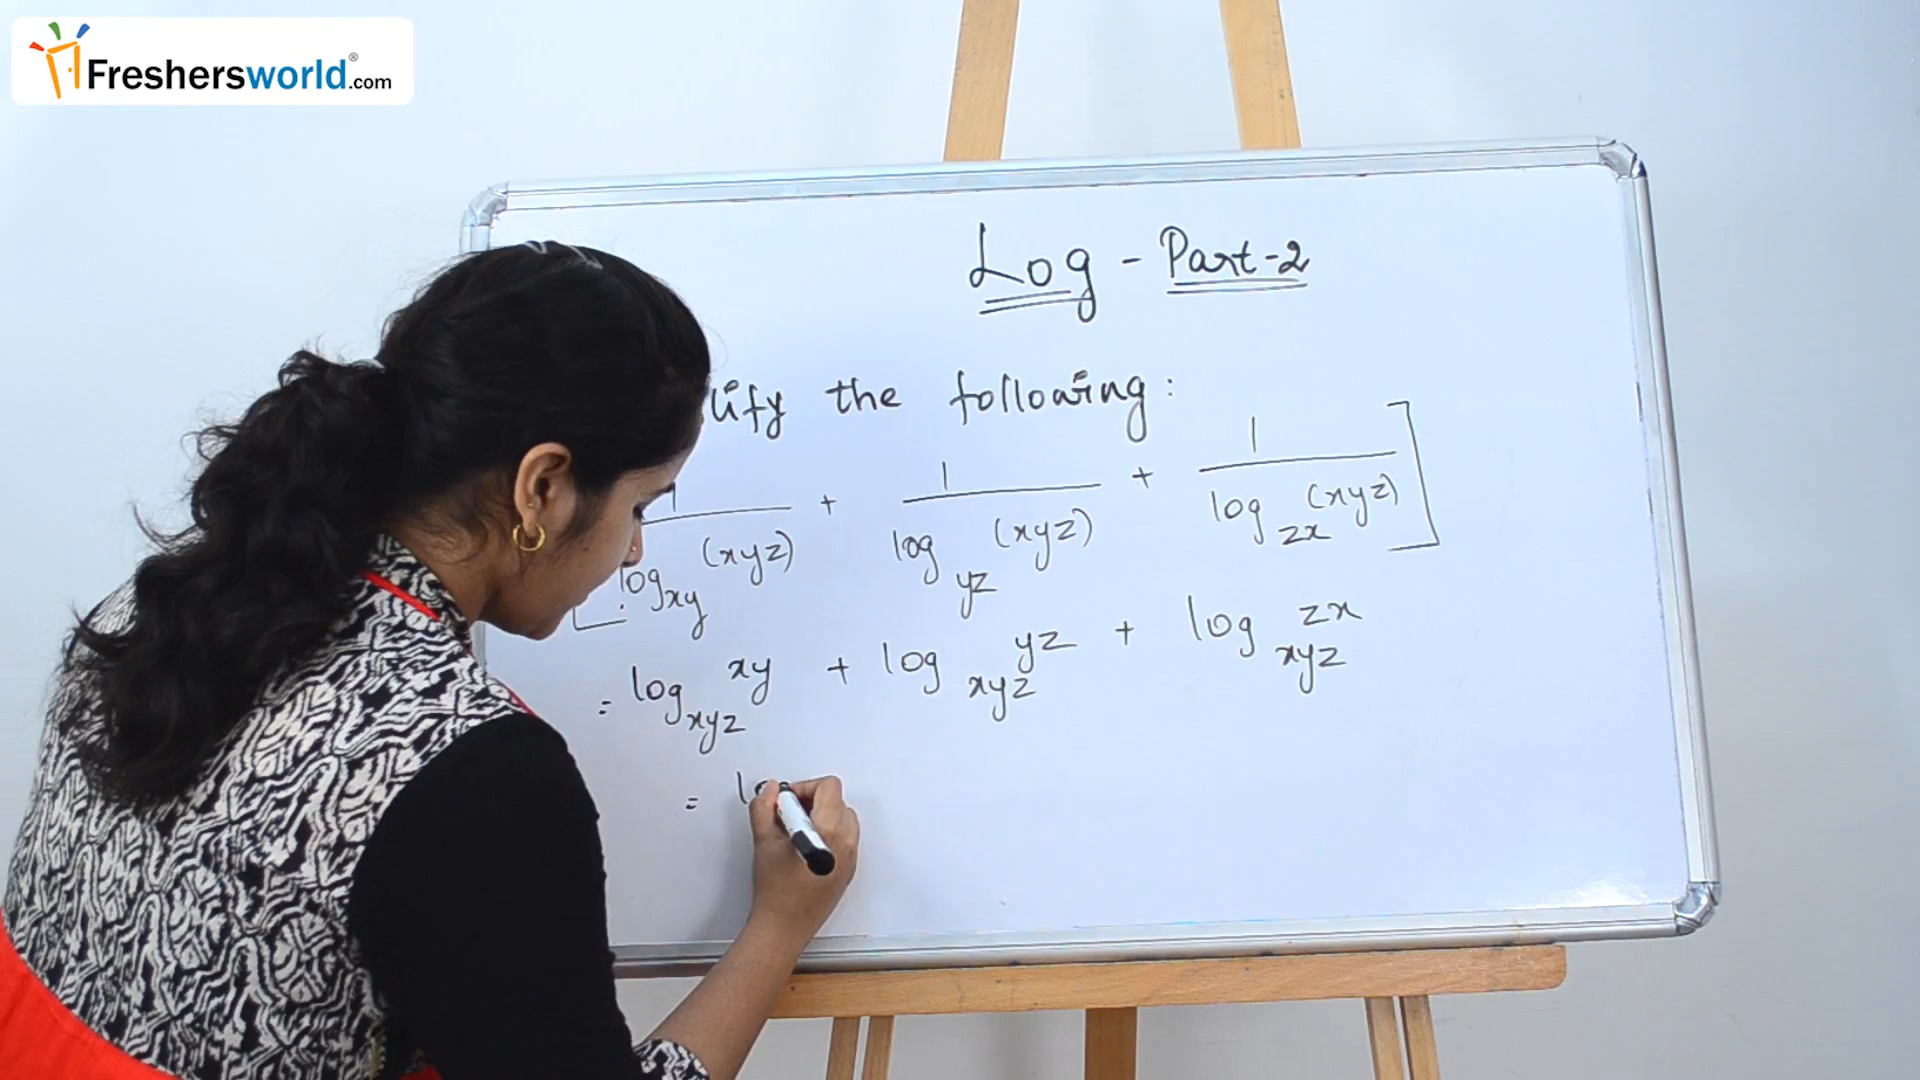 Freshersworld.com
Log - Part-2
the following:
1/log_xy (xyz) + 1/log_yz (xyz) + 1/log_zx (xyz) ]
= log_xyz xy + log_xyz yz + log_xyz zx
=